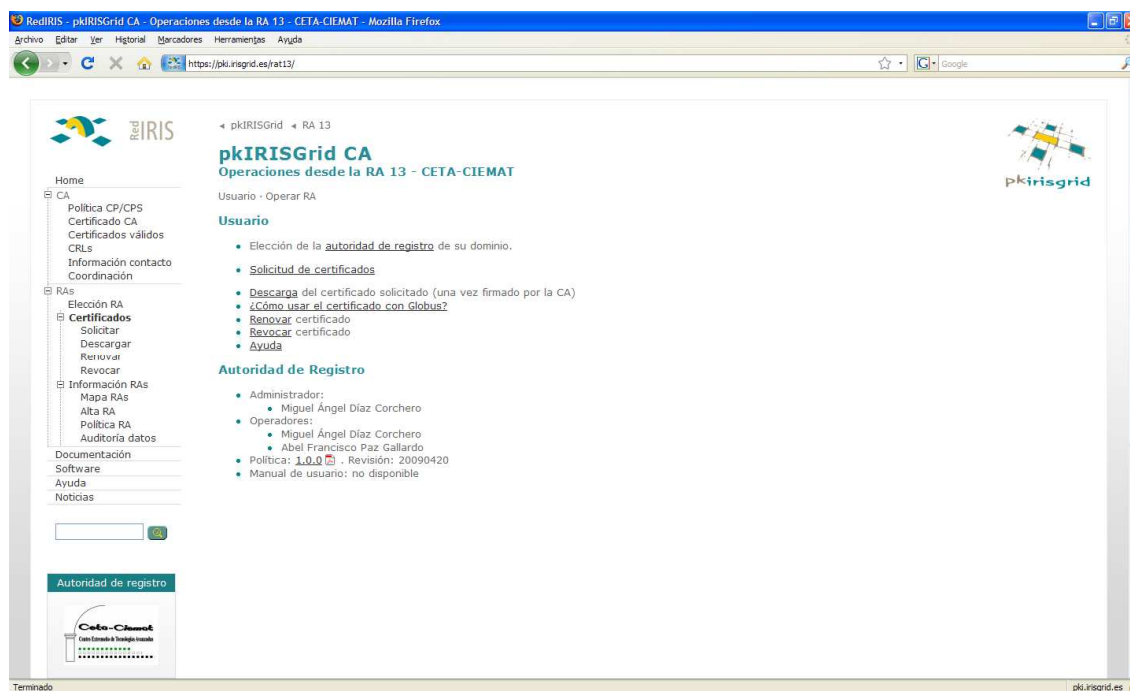 RedIRIS - pkIRISGrid CA - Operaciones desde la RA 13 - CETA-CIEMAT - Mozilla Firefox
Archivo Editar Ver Historial Marcadores Herramientas Ayuda
https://pki.irisgrid.es/rat13/
G Google
RedIRIS
Home
CA
Política CP/CPS
Certificado CA
Certificados válidos
CRLs
Información contacto
Coordinación
RAs
Elección RA
Certificados
Solicitar
Descargar
Renovar
Revocar
Información RAs
Mapa RAs
Alta RA
Política RA
Auditoría datos
Documentación
Software
Ayuda
Noticias
Autoridad de registro
Ceta-Ciemat
pkIRISGrid RA 13
pkIRISGrid CA
Operaciones desde la RA 13 - CETA-CIEMAT
Usuario · Operar RA
Usuario
• Elección de la autoridad de registro de su dominio.
• Solicitud de certificados
• Descarga del certificado solicitado (una vez firmado por la CA)
• ¿Cómo usar el certificado con Globus?
• Renovar certificado
• Revocar certificado
• Ayuda
Autoridad de Registro
• Administrador:
• Miguel Ángel Díaz Corchero
• Operadores:
• Miguel Ángel Díaz Corchero
• Abel Francisco Paz Gallardo
• Política: 1.0.0 . Revisión: 20090420
• Manual de usuario: no disponible
pkirisgrid
Terminado
pki.irisgrid.es